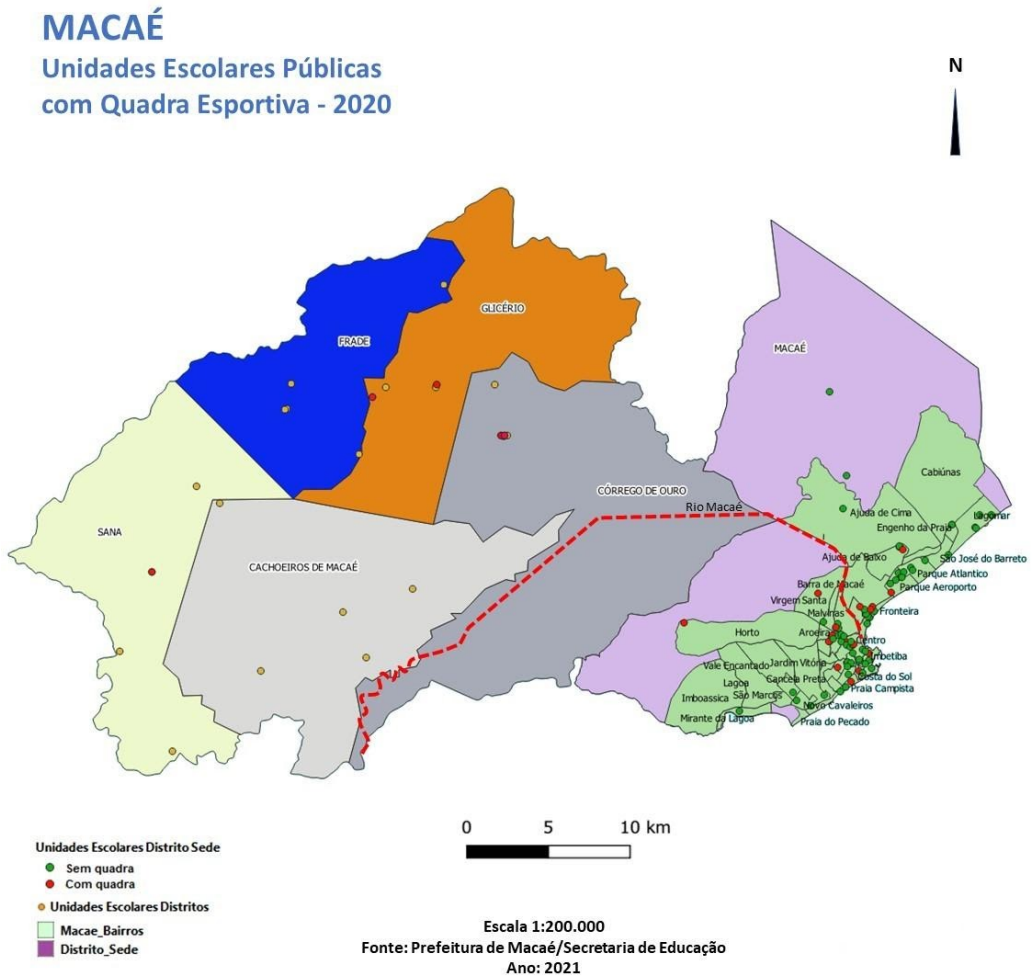 MACAÉ
Unidades Escolares Públicas
com Quadra Esportiva - 2020
N
GLICÉRIO
FRADE
MACAÉ
Cabiúnas
CÓRREGO DE OURO
Rio Macaé
Ajuda de Cima
Lagomar
Engenho da Praia
SANA
Ajuda de Baixo
São José do Barreto
CACHOEIROS DE MACAÉ
Parque Atlantico
Barra de Macaé
Parque Aeroporto
Virgem Santa
Malvinas
Fronteira
Horto
Aroeira
Centro
Imbetiba
Vale Encantado
Jardim Vitória
Costa do Sol
Lagoa
Cancela Preta
Praia Campista
Imboassica
São Marcos
Novo Cavaleiros
Mirante da Lagoa
Praia do Pecado
0 5 10 km
Unidades Escolares Distrito Sede
Sem quadra
Com quadra
Unidades Escolares Distritos
Macae_Bairros
Distrito_Sede
Escala 1:200.000
Fonte: Prefeitura de Macaé/Secretaria de Educação
Ano: 2021